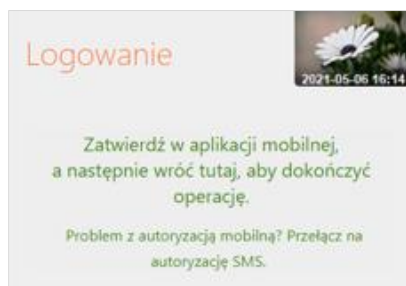 Logowanie
2021-05-06 16:14
Zatwierdź w aplikacji mobilnej,
a następnie wróć tutaj, aby dokończyć
operację.
Problem z autoryzacją mobilną? Przełącz na
autoryzację SMS.